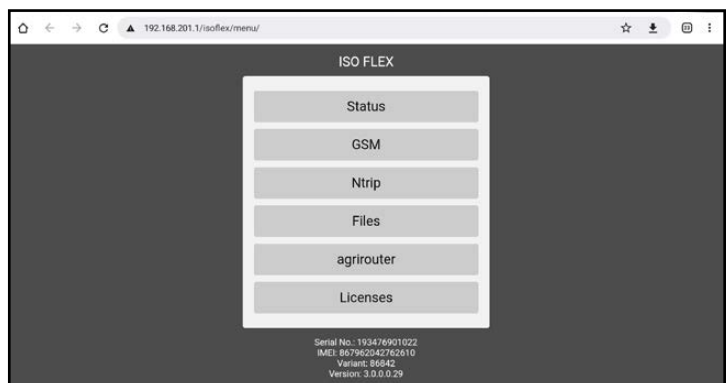 192.168.201.1/isoflex/menu/
ISO FLEX
Status
GSM
Ntrip
Files
agrirouter
Licenses
Serial No.: 193476901022
IMEI: 867962042762610
Variant: 86842
Version: 3.0.0.0.29